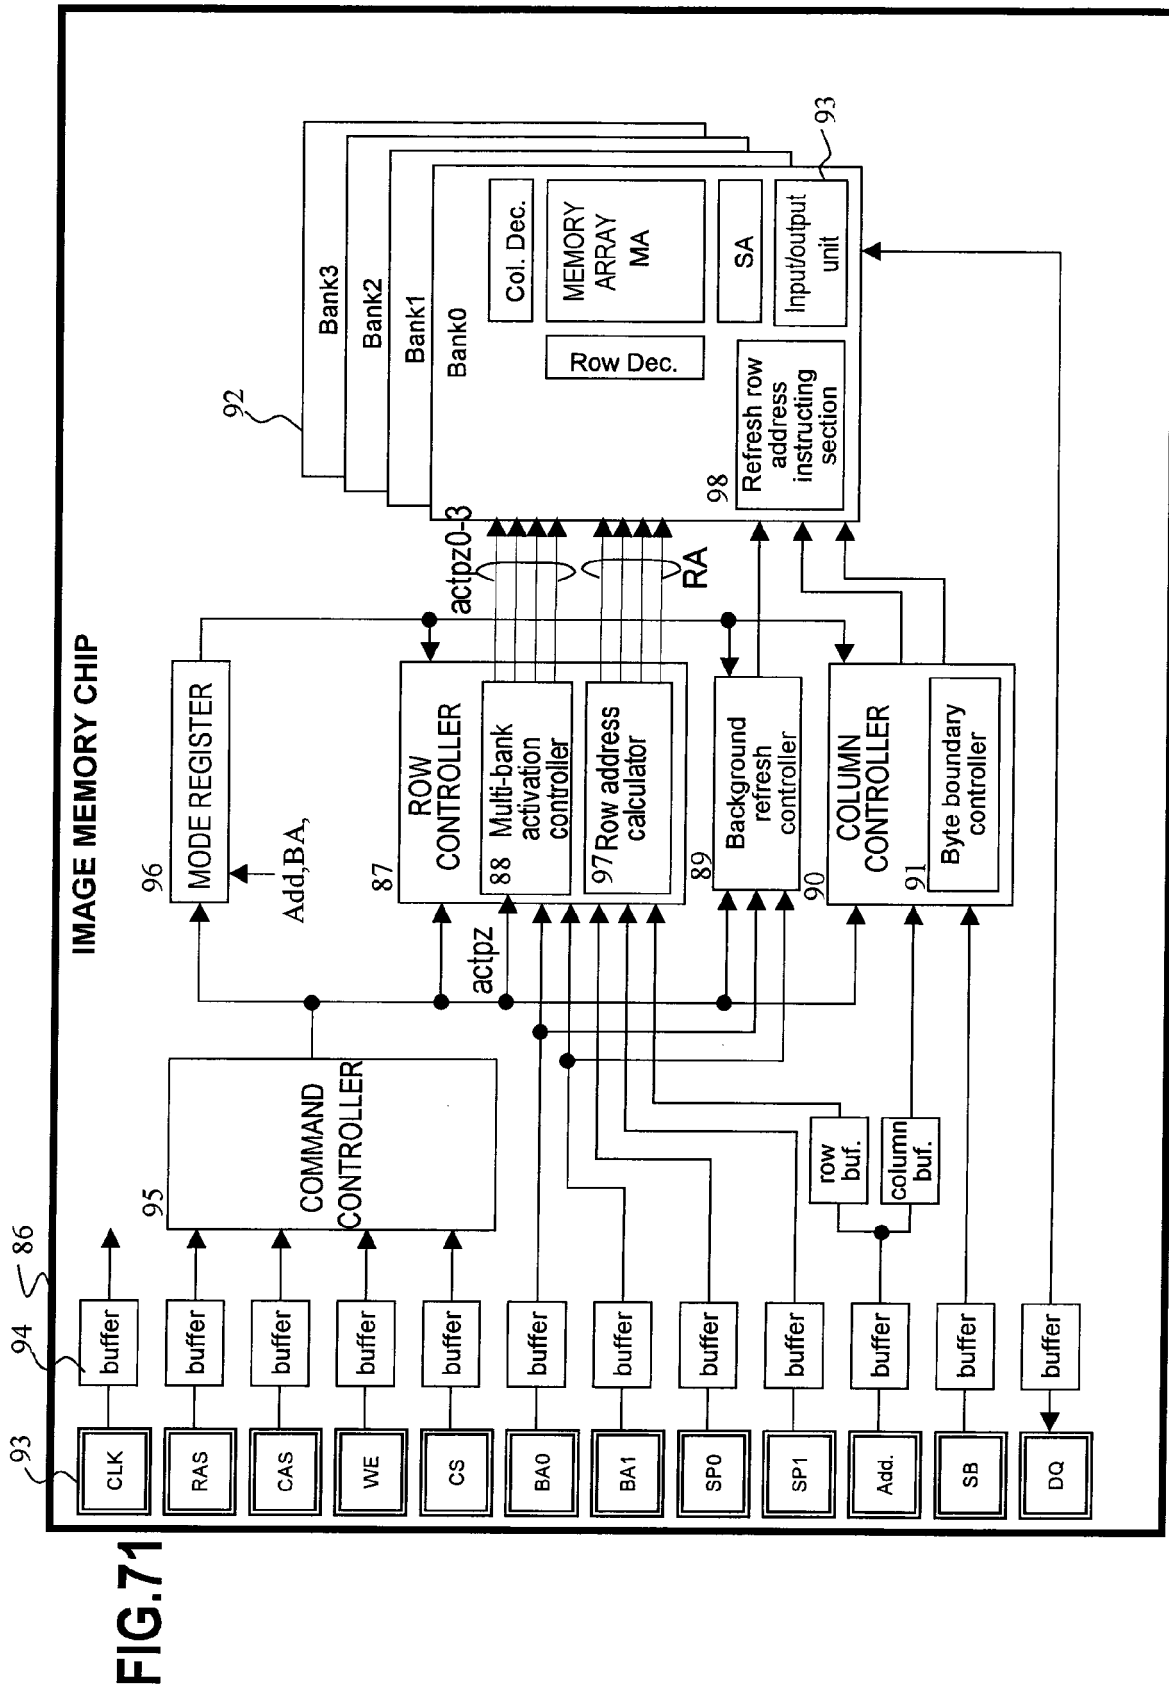 FIG.71
IMAGE MEMORY CHIP
86
93
94
CLK
buffer
RAS
buffer
CAS
buffer
WE
buffer
CS
buffer
BA0
buffer
BA1
buffer
SP0
buffer
SP1
buffer
Add.
buffer
SB
buffer
DQ
buffer
row
buf.
column
buf.
95
COMMAND
CONTROLLER
96
MODE REGISTER
Add,BA,
actpz
87
ROW
CONTROLLER
88
Multi-bank
activation
controller
97
Row address
calculator
89
Background
refresh
controller
90
COLUMN
CONTROLLER
91
Byte boundary
controller
actpz0-3
RA
92
Bank3
Bank2
Bank1
Bank0
Col. Dec.
MEMORY
ARRAY
MA
Row Dec.
SA
98
Refresh row
address
instructing
section
Input/output
unit
93